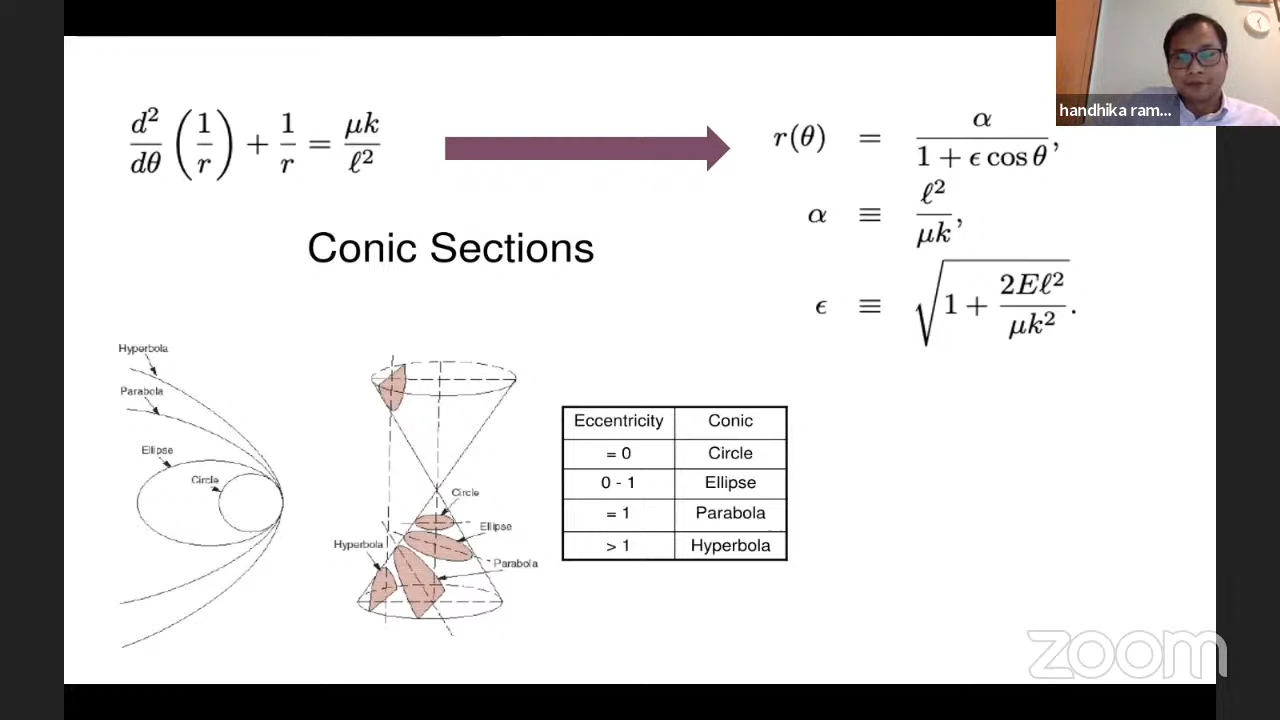 handhika ram...
d²/dθ (1/r) + 1/r = μk/ℓ²
r(θ) = α/(1 + ϵ cos θ),
α ≡ ℓ²/μk,
ϵ ≡ √(1 + 2Eℓ²/μk²).
Conic Sections
Hyperbola
Parabola
Ellipse
Circle
Circle
Ellipse
Hyperbola
Parabola
Eccentricity Conic
= 0 Circle
0 - 1 Ellipse
= 1 Parabola
> 1 Hyperbola
zoom